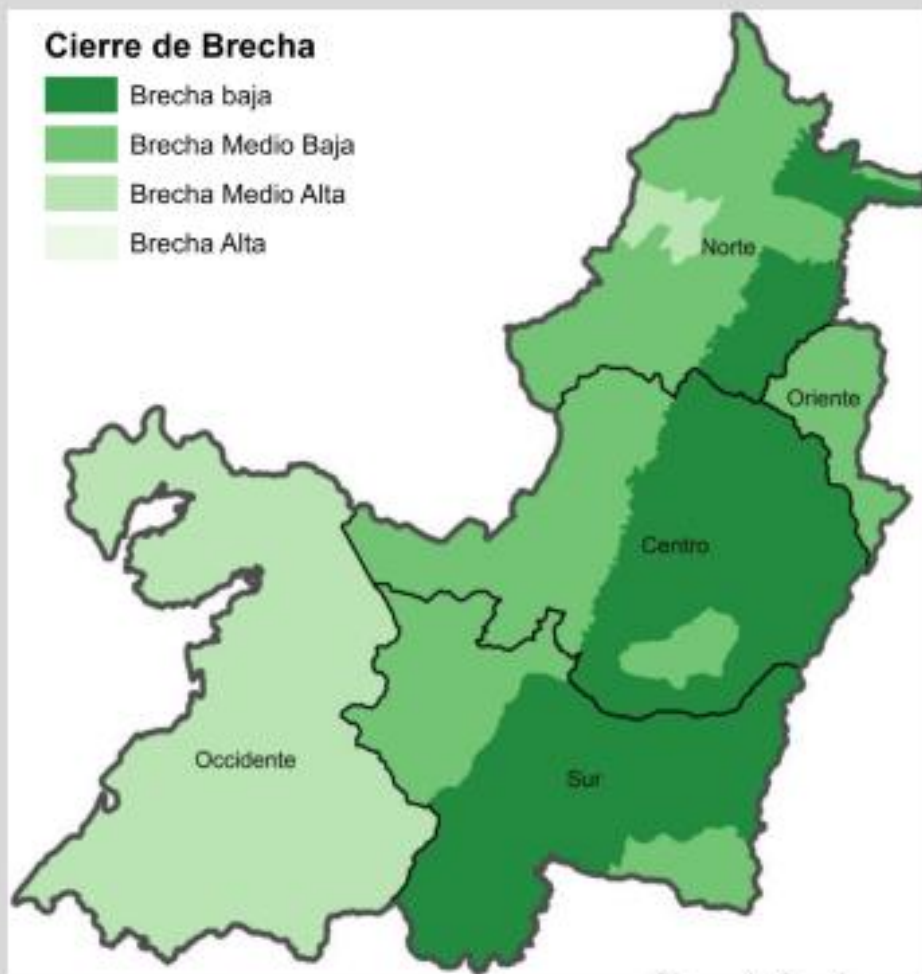 Cierre de Brecha
Brecha baja
Brecha Medio Baja
Brecha Medio Alta
Brecha Alta
Norte
Oriente
Centro
Occidente
Sur